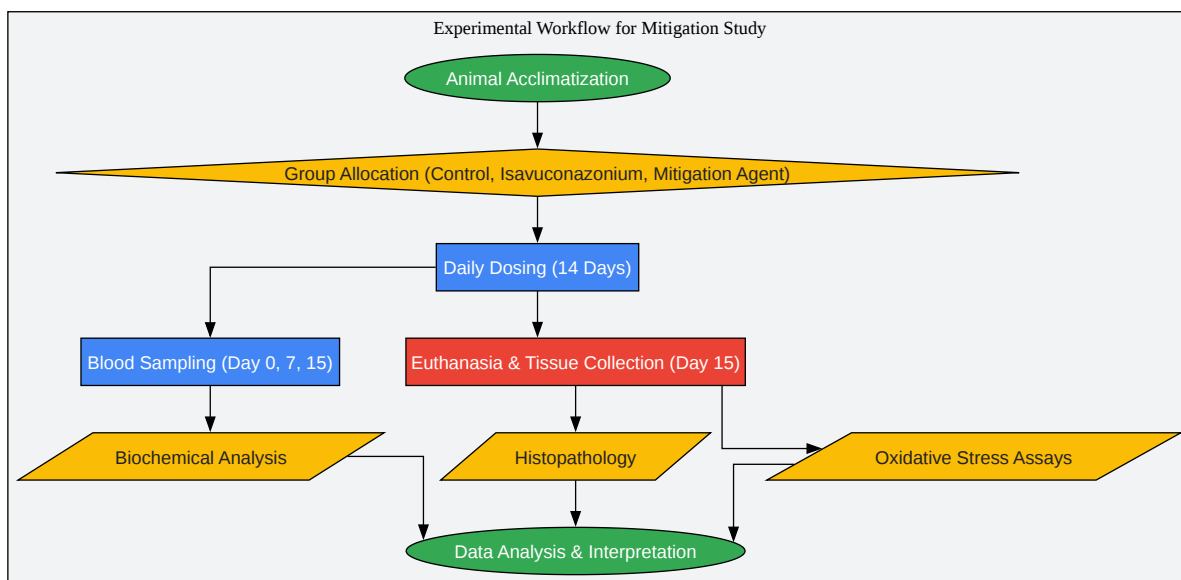 Experimental Workflow for Mitigation Study
Animal Acclimatization
Group Allocation (Control, Isavuconazonium, Mitigation Agent)
Daily Dosing (14 Days)
Blood Sampling (Day 0, 7, 15)
Euthanasia & Tissue Collection (Day 15)
Biochemical Analysis
Histopathology
Oxidative Stress Assays
Data Analysis & Interpretation